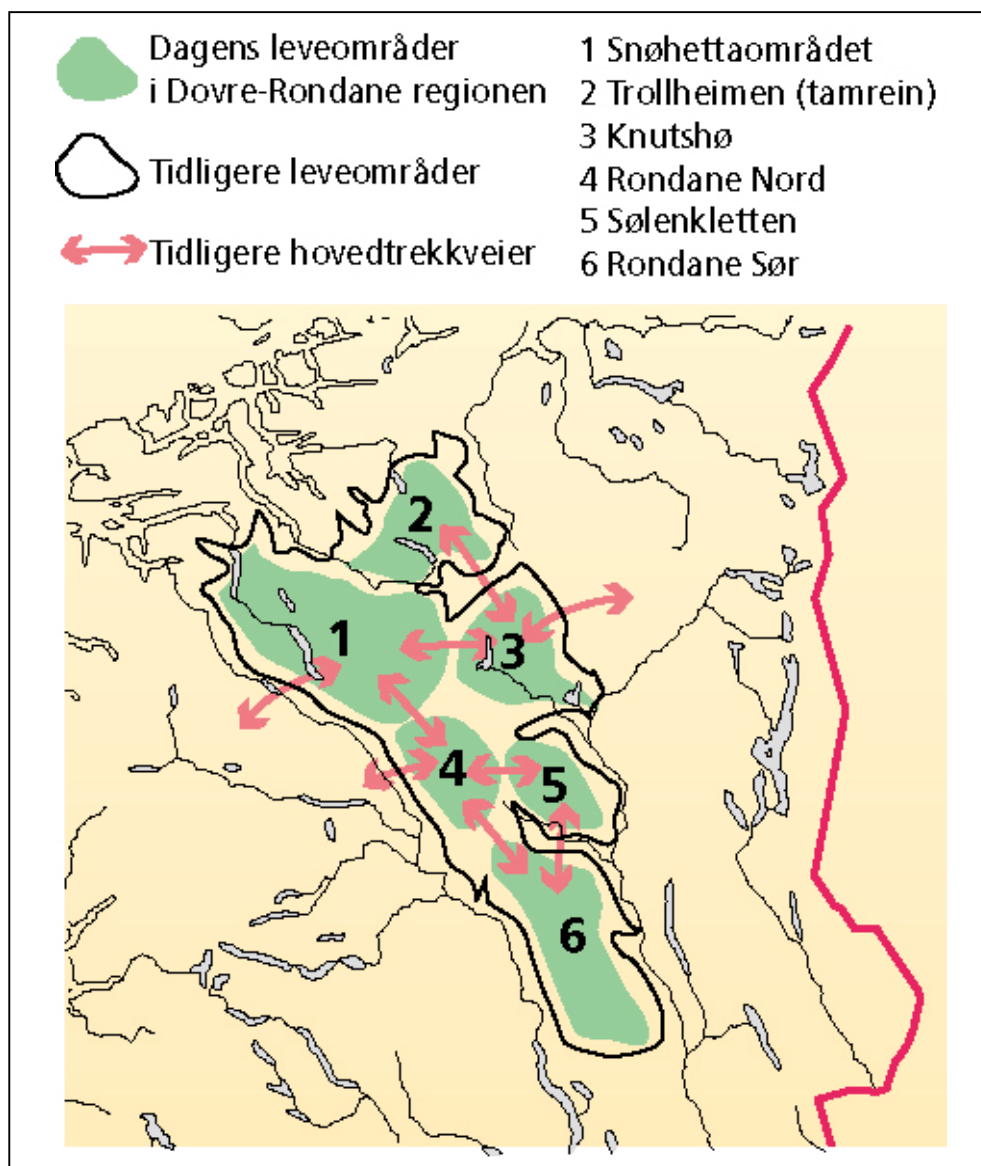 Dagens leveområder
i Dovre-Rondane regionen
Tidligere leveområder
Tidligere hovedtrekkveier
1 Snøhettaområdet
2 Trollheimen (tamrein)
3 Knutshø
4 Rondane Nord
5 Sølenkletten
6 Rondane Sør
2
1
3
4
5
6